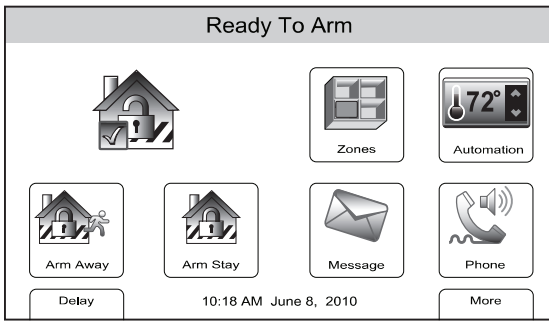 Ready To Arm
72°
Zones
Automation
Arm Away
Arm Stay
Message
Phone
Delay
10:18 AM June 8, 2010
More